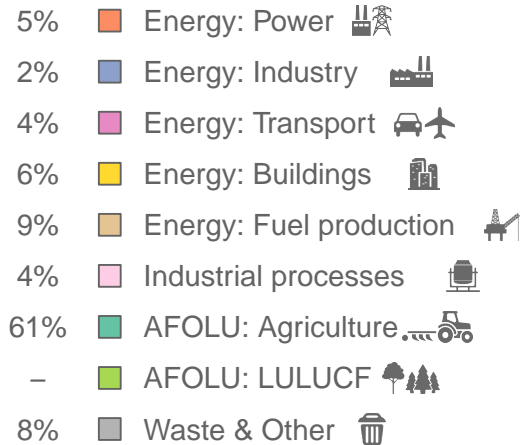 5% Energy: Power
2% Energy: Industry
4% Energy: Transport
6% Energy: Buildings
9% Energy: Fuel production
4% Industrial processes
61% AFOLU: Agriculture
– AFOLU: LULUCF
8% Waste & Other